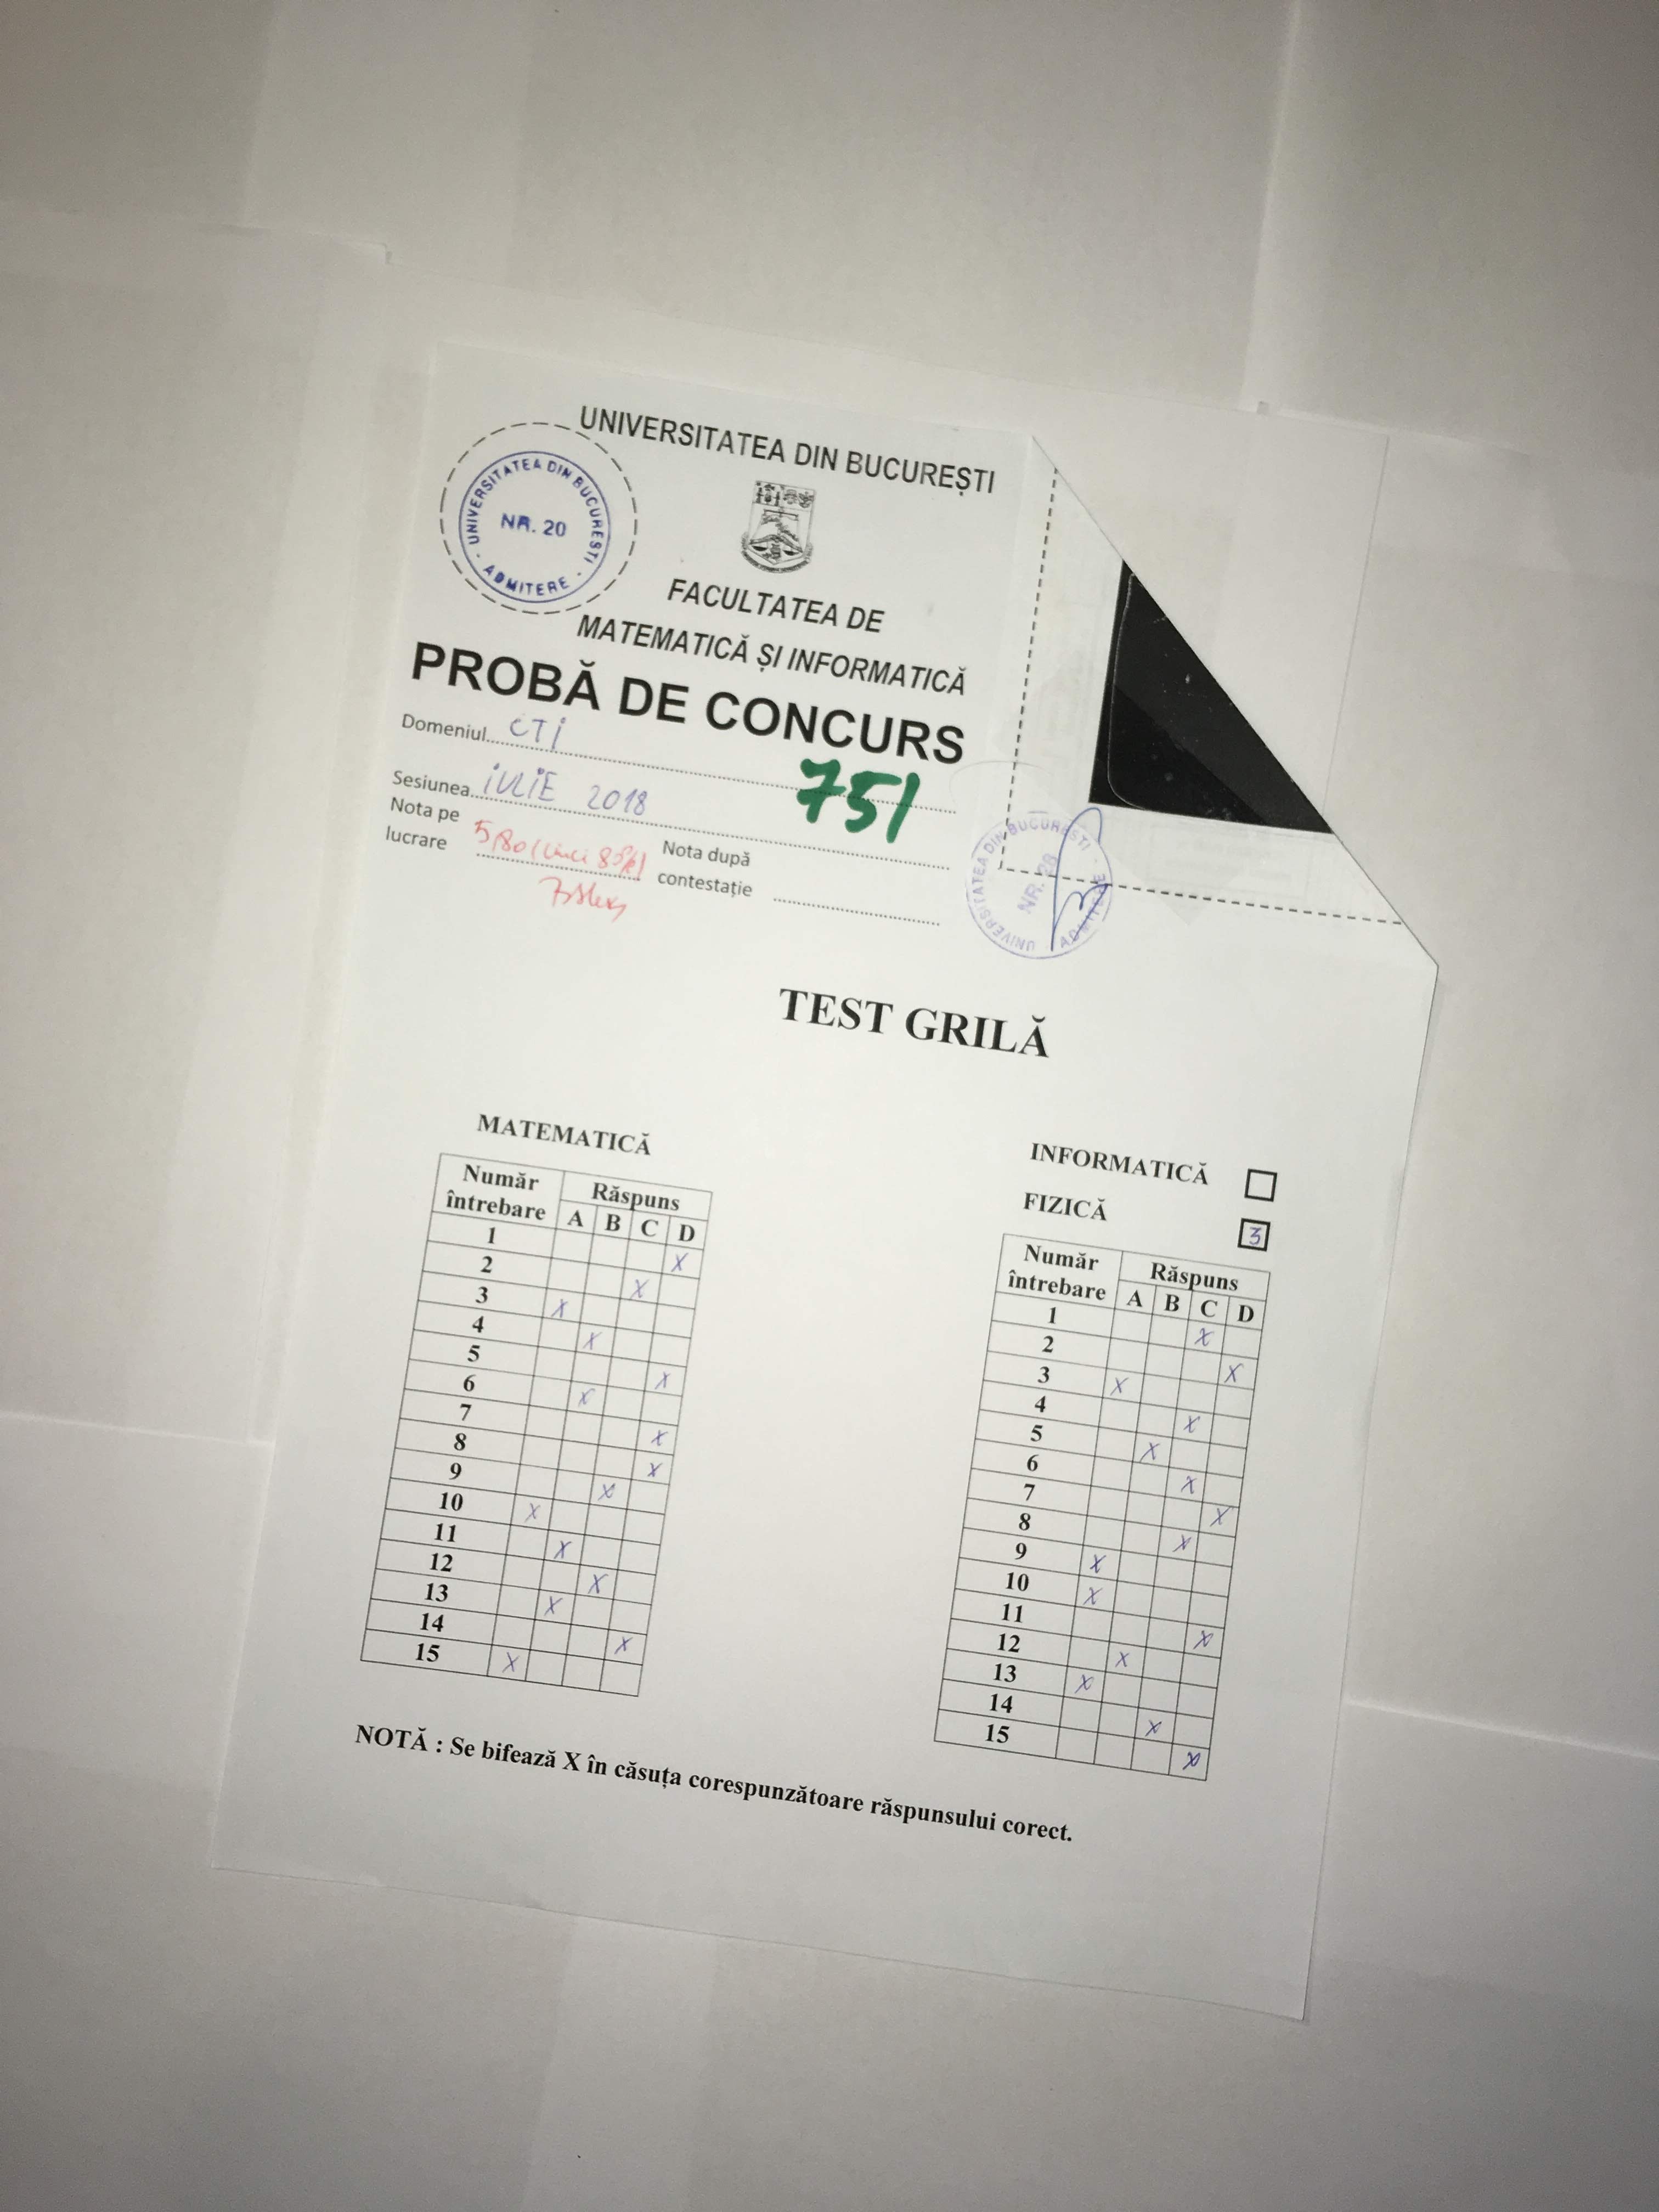 UNIVERSITATEA DIN BUCUREȘTI
UNIVERSITATEA DIN BUCURESTI
NR. 20
ADMITERE
FACULTATEA DE
MATEMATICĂ ȘI INFORMATICĂ
PROBĂ DE CONCURS
Domeniul CTI
751
Sesiunea IULIE 2018
Nota pe lucrare 5,80 (cinci 80%)
Nota după contestație
UNIVERSITATEA DIN BUCURESTI
NR. 28
ADMITERE
TEST GRILĂ
MATEMATICĂ
Număr întrebare Răspuns
A B C D
1 X
2 X
3 X
4 X
5 X
6 X
7 X
8 X
9 X
10 X
11 X
12 X
13 X
14 X
15 X
INFORMATICĂ
FIZICĂ 3
Număr întrebare Răspuns
A B C D
1 X
2 X
3 X
4 X
5 X
6 X
7 X
8 X
9 X
10 X
11 X
12 X
13 X
14 X
15 X
NOTĂ : Se bifează X în căsuța corespunzătoare răspunsului corect.